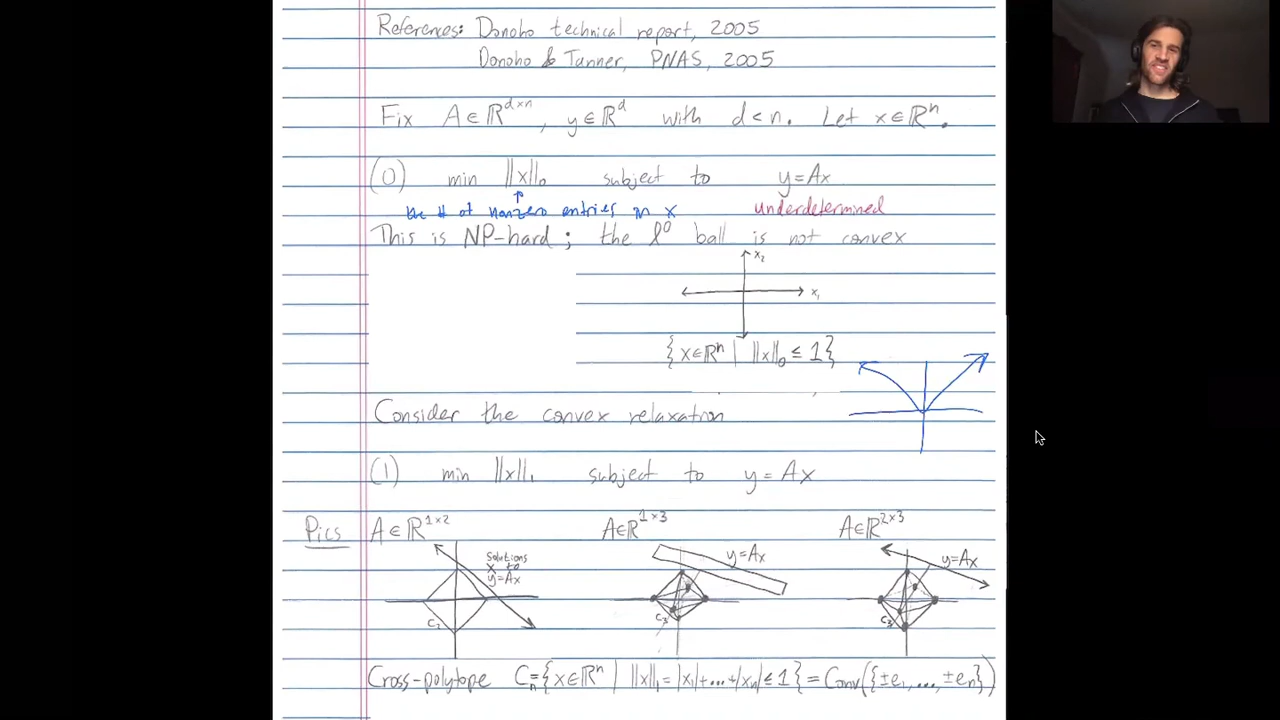 References: Donoho technical report, 2005
Donoho & Tanner, PNAS, 2005
Fix A∈ℝ^{d×n}, y∈ℝ^d with d<n. Let x∈ℝ^n.
(0) min ||x||₀ subject to y=Ax
the # of nonzero entries in x underdetermined
This is NP-hard; the ℓ⁰ ball is not convex
x₂
x₁
{x∈ℝⁿ | ||x||₀ ≤ 1}
Consider the convex relaxation
(1) min ||x||₁ subject to y=Ax
Pics A∈ℝ^{1×2} A∈ℝ^{1×3} A∈ℝ^{2×3}
Solutions x to y=Ax y=Ax y=Ax
C₂ C₃ C₃
Cross-polytope Cₙ={x∈ℝⁿ | ||x||₁=|x₁|+...+|xₙ|≤1}=Conv({±e₁,...,±eₙ})